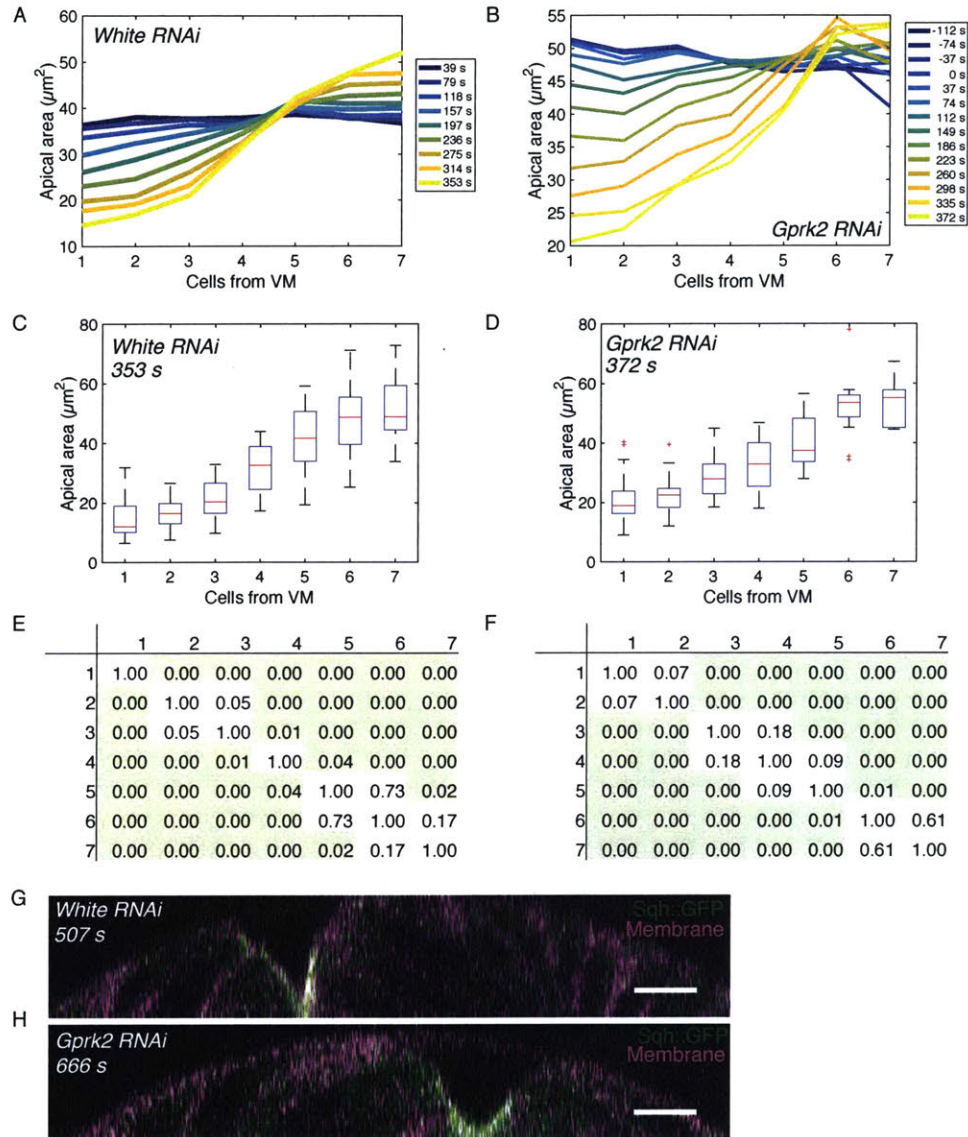 A
White RNAi
Apical area (µm²)
60
50
40
30
20
10
1 2 3 4 5 6 7
Cells from VM
39 s
79 s
118 s
157 s
197 s
236 s
275 s
314 s
353 s
B
Gprk2 RNAi
Apical area (µm²)
55
50
45
40
35
30
25
20
1 2 3 4 5 6 7
Cells from VM
-112 s
-74 s
-37 s
0 s
37 s
74 s
112 s
149 s
186 s
223 s
260 s
298 s
335 s
372 s
C
White RNAi
353 s
Apical area (µm²)
80
60
40
20
0
1 2 3 4 5 6 7
Cells from VM
D
Gprk2 RNAi
372 s
Apical area (µm²)
80
60
40
20
0
1 2 3 4 5 6 7
Cells from VM
E
1 2 3 4 5 6 7
1 1.00 0.00 0.00 0.00 0.00 0.00 0.00
2 0.00 1.00 0.05 0.00 0.00 0.00 0.00
3 0.00 0.05 1.00 0.01 0.00 0.00 0.00
4 0.00 0.00 0.01 1.00 0.04 0.00 0.00
5 0.00 0.00 0.00 0.04 1.00 0.73 0.02
6 0.00 0.00 0.00 0.00 0.73 1.00 0.17
7 0.00 0.00 0.00 0.00 0.02 0.17 1.00
F
1 2 3 4 5 6 7
1 1.00 0.07 0.00 0.00 0.00 0.00 0.00
2 0.07 1.00 0.00 0.00 0.00 0.00 0.00
3 0.00 0.00 1.00 0.18 0.00 0.00 0.00
4 0.00 0.00 0.18 1.00 0.09 0.00 0.00
5 0.00 0.00 0.00 0.09 1.00 0.01 0.00
6 0.00 0.00 0.00 0.00 0.01 1.00 0.61
7 0.00 0.00 0.00 0.00 0.00 0.61 1.00
G
White RNAi
507 s
Sqh::GFP
Membrane
H
Gprk2 RNAi
666 s
Sqh::GFP
Membrane